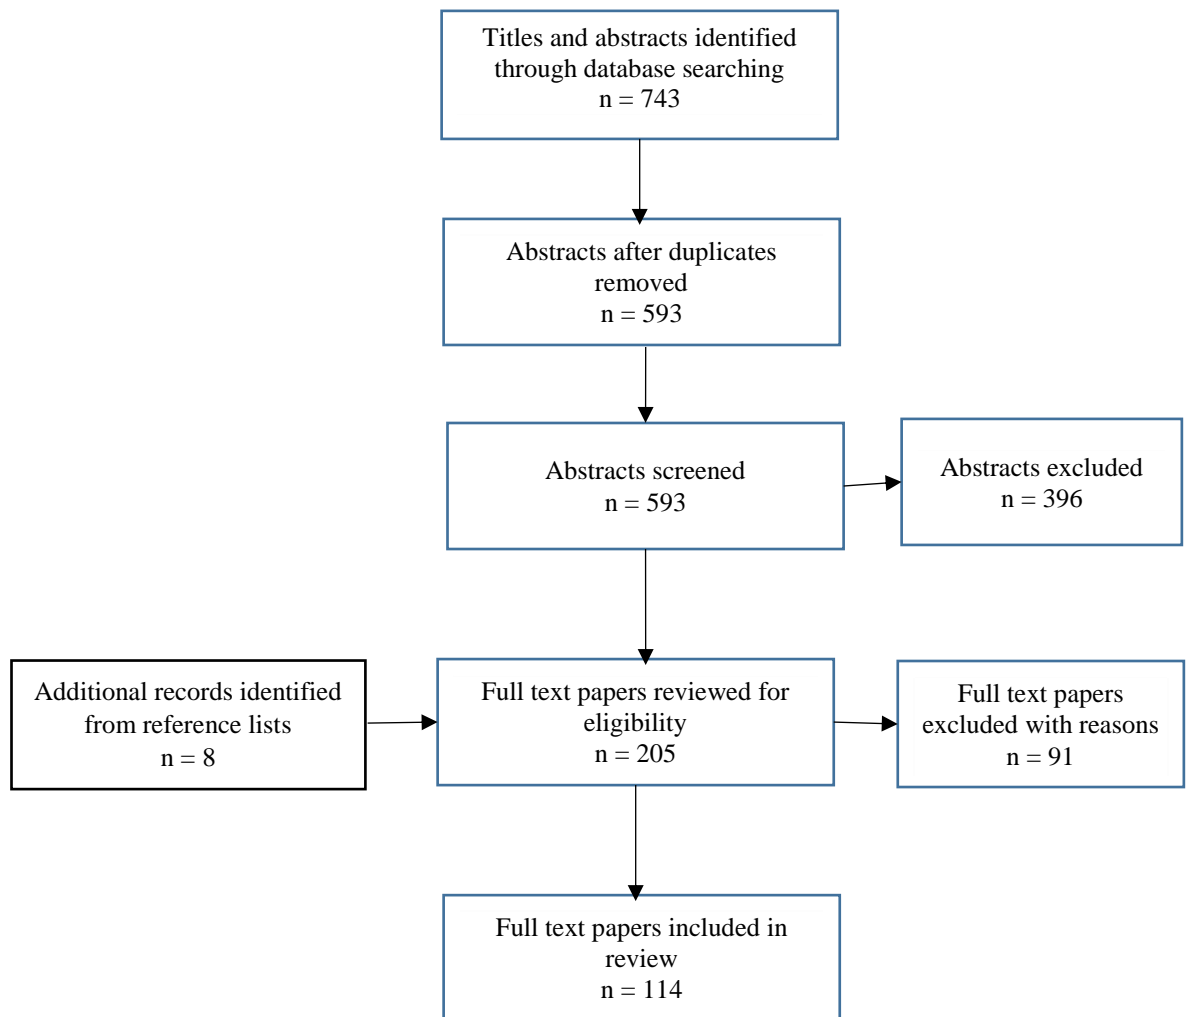 Titles and abstracts identified
through database searching
n = 743
Abstracts after duplicates
removed
n = 593
Abstracts screened
n = 593
Abstracts excluded
n = 396
Additional records identified
from reference lists
n = 8
Full text papers reviewed for
eligibility
n = 205
Full text papers
excluded with reasons
n = 91
Full text papers included in
review
n = 114